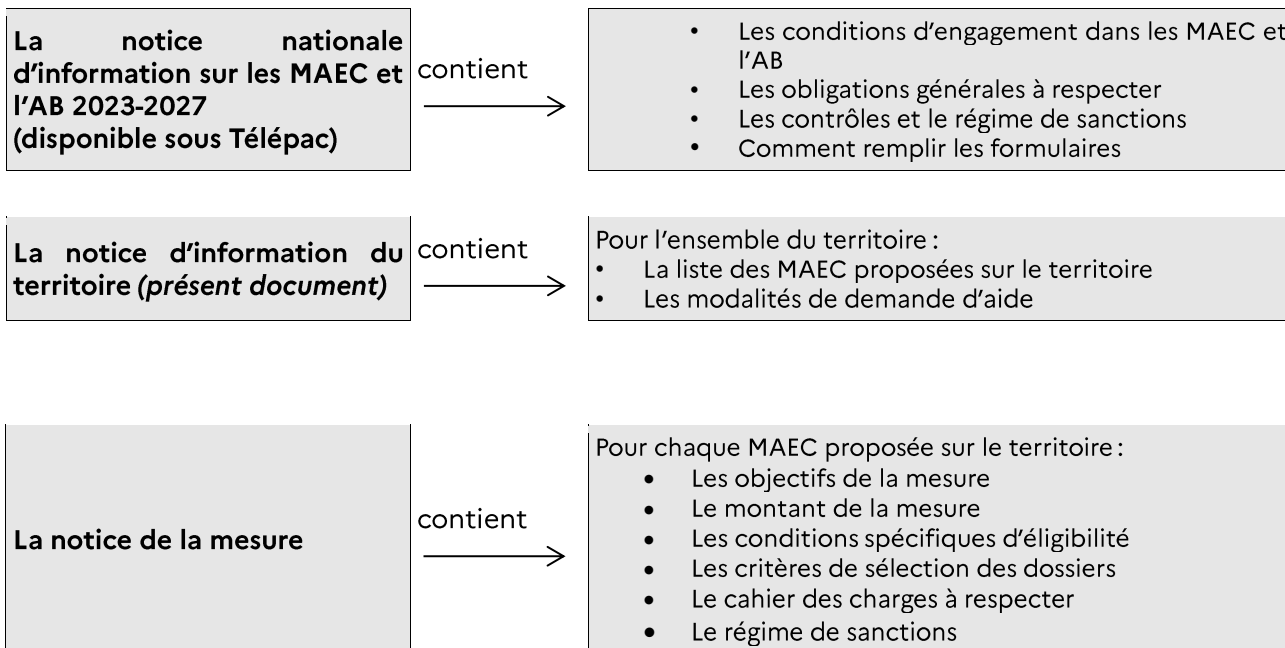 La notice nationale
d'information sur les MAEC et
l'AB 2023-2027
(disponible sous Télépac)
contient
• Les conditions d'engagement dans les MAEC et
l'AB
• Les obligations générales à respecter
• Les contrôles et le régime de sanctions
• Comment remplir les formulaires
La notice d'information du
territoire (présent document)
contient
Pour l'ensemble du territoire :
• La liste des MAEC proposées sur le territoire
• Les modalités de demande d'aide
La notice de la mesure
contient
Pour chaque MAEC proposée sur le territoire :
• Les objectifs de la mesure
• Le montant de la mesure
• Les conditions spécifiques d'éligibilité
• Les critères de sélection des dossiers
• Le cahier des charges à respecter
• Le régime de sanctions